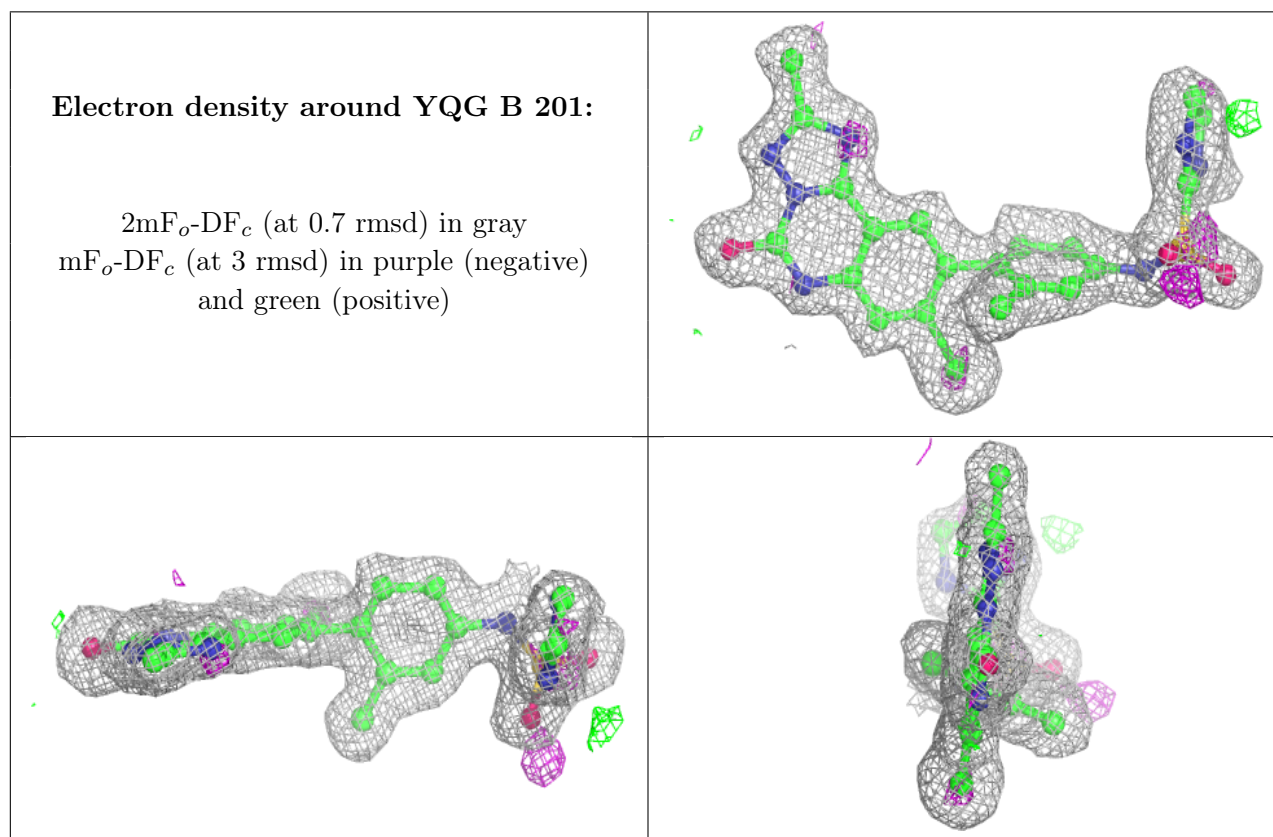 Electron density around YQG B 201:
2mFo-DFc (at 0.7 rmsd) in gray
mFo-DFc (at 3 rmsd) in purple (negative)
and green (positive)